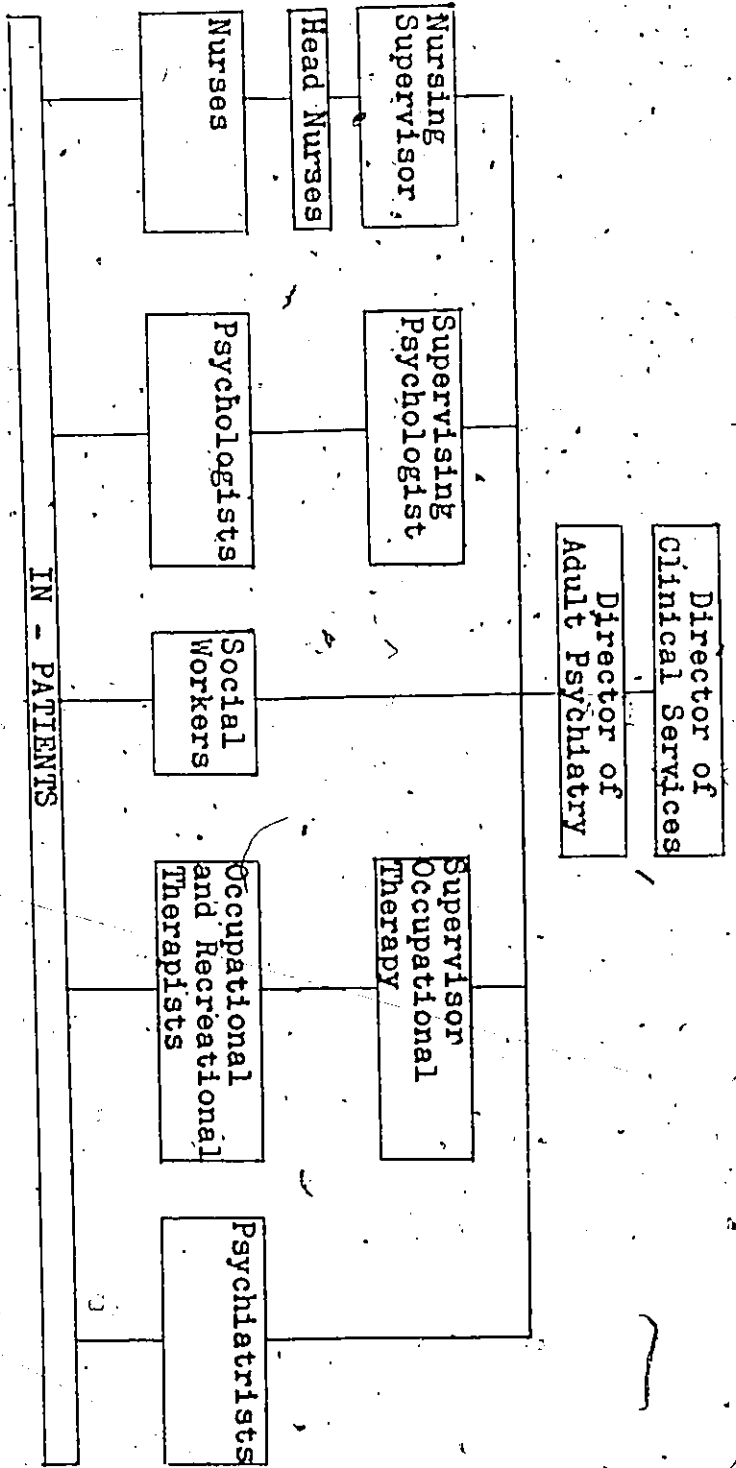 Director of
Clinical Services
Director of
Adult Psychiatry
Nursing
Supervisor
Supervising
Psychologist
Supervisor
Occupational
Therapy
Head Nurses
Nurses
Psychologists
Social
Workers
Occupational
and Recreational
Therapists
Psychiatrists
IN - PATIENTS